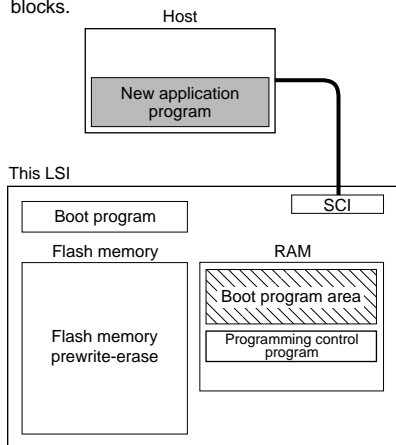 blocks.
Host
New application
program
This LSI
SCI
Boot program
Flash memory
RAM
Boot program area
Flash memory
prewrite-erase
Programming control
program